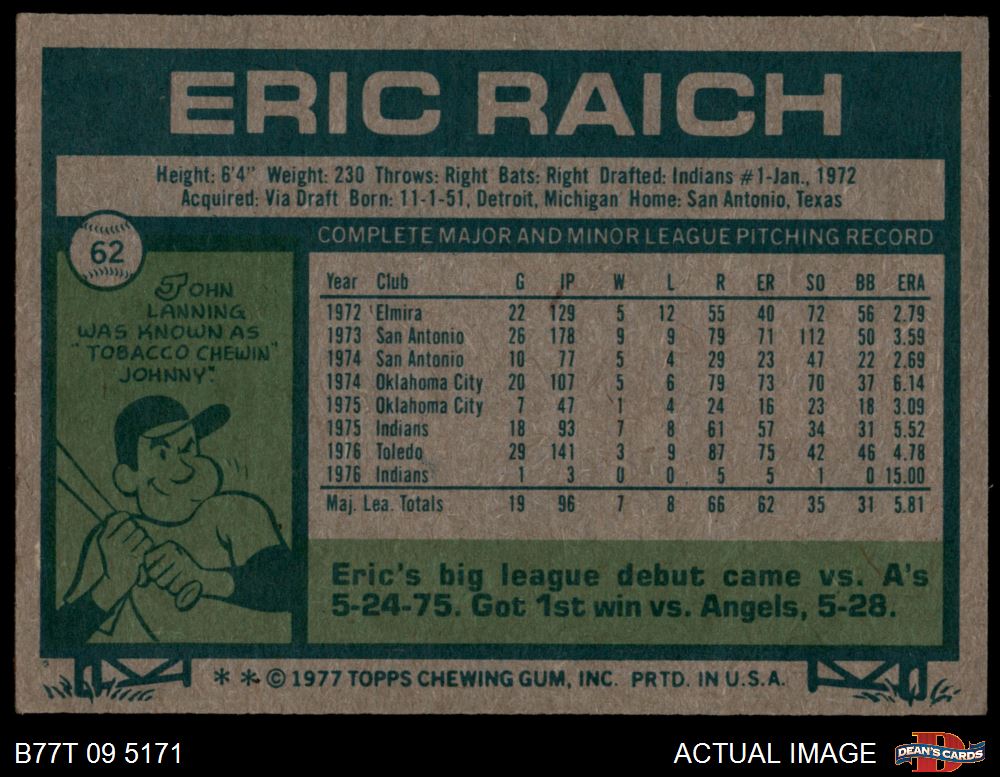 ERIC RAICH
Height: 6'4" Weight: 230 Throws: Right Bats: Right Drafted: Indians #1-Jan., 1972
Acquired: Via Draft Born: 11-1-51, Detroit, Michigan Home: San Antonio, Texas
62
JOHN
LANNING
WAS KNOWN AS
"TOBACCO CHEWIN"
JOHNNY".
COMPLETE MAJOR AND MINOR LEAGUE PITCHING RECORD
Year Club G IP W L R ER SO BB ERA
1972 Elmira 22 129 5 12 55 40 72 56 2.79
1973 San Antonio 26 178 9 9 79 71 112 50 3.59
1974 San Antonio 10 77 5 4 29 23 47 22 2.69
1974 Oklahoma City 20 107 5 6 79 73 70 37 6.14
1975 Oklahoma City 7 47 1 4 24 16 23 18 3.09
1975 Indians 18 93 7 8 61 57 34 31 5.52
1976 Toledo 29 141 3 9 87 75 42 46 4.78
1976 Indians 1 3 0 0 5 5 1 0 15.00
Maj. Lea. Totals 19 96 7 8 66 62 35 31 5.81
Eric's big league debut came vs. A's
5-24-75. Got 1st win vs. Angels, 5-28.
* * © 1977 TOPPS CHEWING GUM, INC. PRTD. IN U.S.A.
B77T 09 5171
ACTUAL IMAGE
D
DEAN'S CARDS